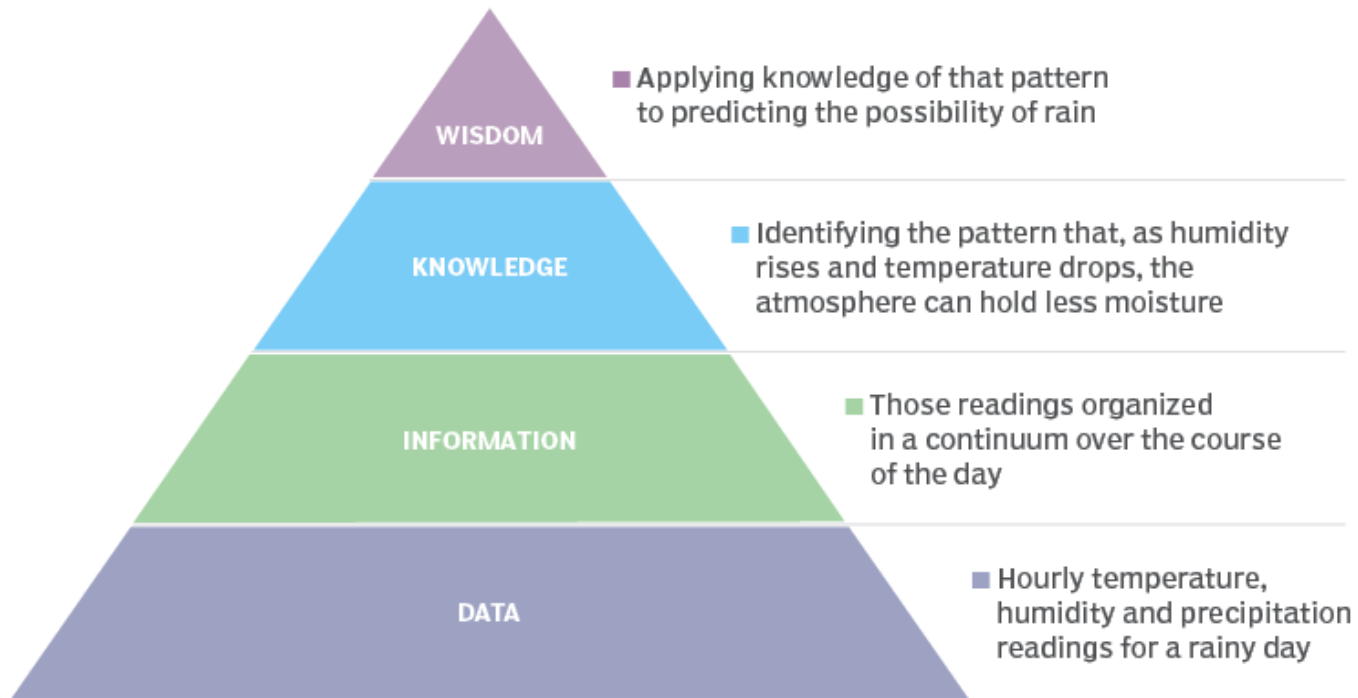 Applying knowledge of that pattern
to predicting the possibility of rain
WISDOM
Identifying the pattern that, as humidity
rises and temperature drops, the
atmosphere can hold less moisture
KNOWLEDGE
Those readings organized
in a continuum over the course
of the day
INFORMATION
Hourly temperature,
humidity and precipitation
readings for a rainy day
DATA